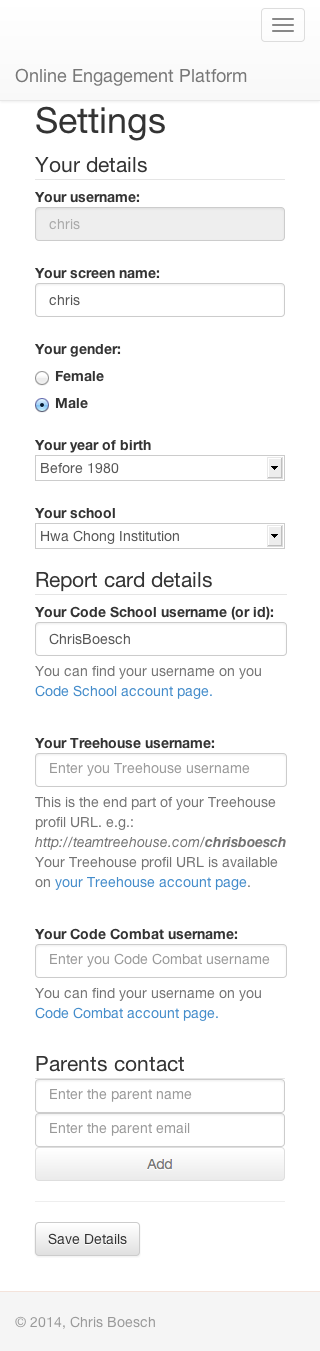 Online Engagement Platform
Settings
Your details
Your username:
chris
Your screen name:
chris
Your gender:
Female
Male
Your year of birth
Before 1980
Your school
Hwa Chong Institution
Report card details
Your Code School username (or id):
ChrisBoesch
You can find your username on you
Code School account page.
Your Treehouse username:
Enter you Treehouse username
This is the end part of your Treehouse
profil URL. e.g.:
http://teamtreehouse.com/chrisboesch
Your Treehouse profil URL is available
on your Treehouse account page.
Your Code Combat username:
Enter you Code Combat username
You can find your username on you
Code Combat account page.
Parents contact
Enter the parent name
Enter the parent email
Add
Save Details
© 2014, Chris Boesch